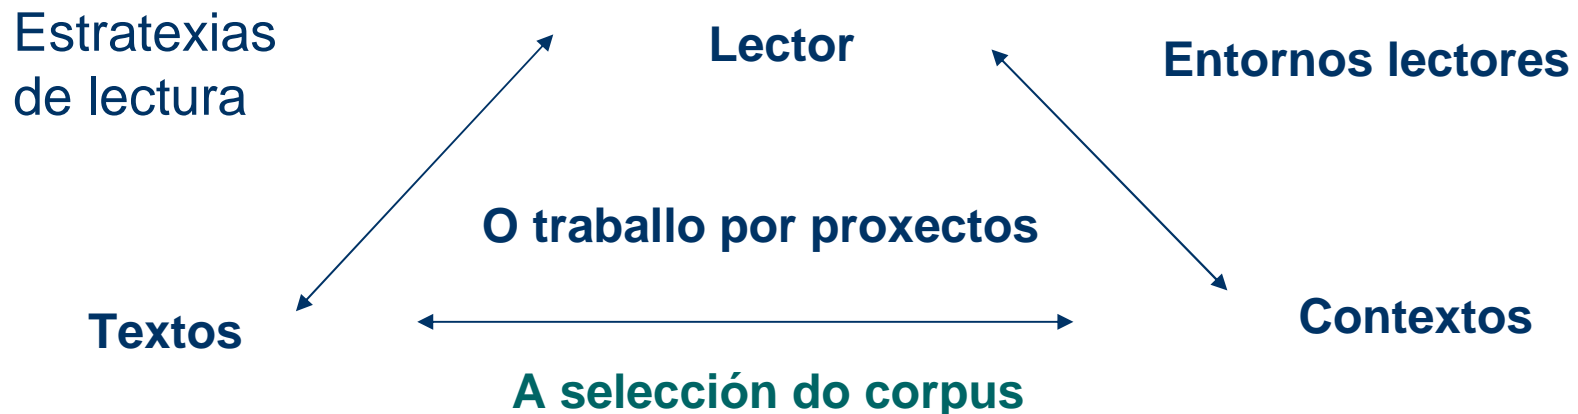 Estratexias
de lectura
Lector
Entornos lectores
O traballo por proxectos
Textos
Contextos
A selección do corpus